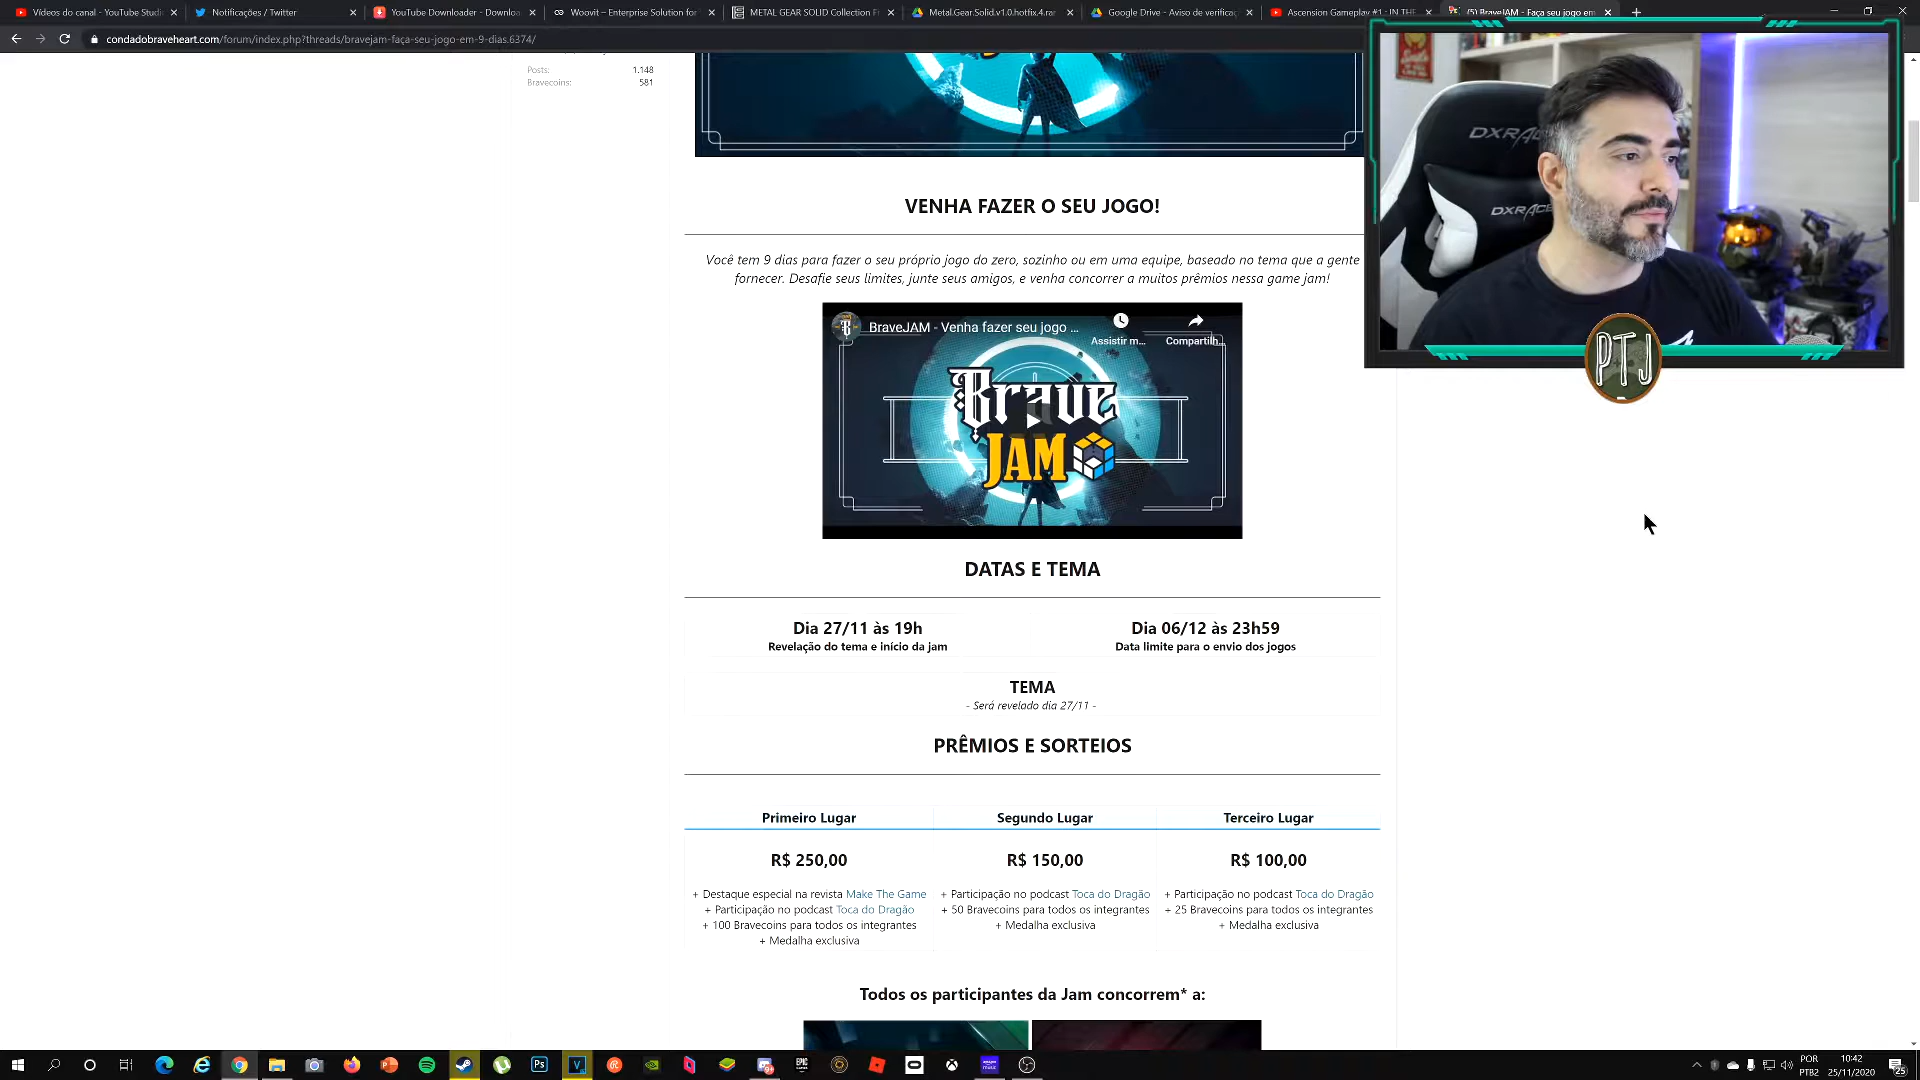 Vídeos do canal - YouTube Studi
Notificações / Twitter
YouTube Downloader - Downloa
Woovit – Enterprise Solution for
METAL GEAR SOLID Collection F
Metal.Gear.Solid.v1.0.hotfix.4.rar
Google Drive - Aviso de verificaç
Ascension Gameplay #1 : IN THE
(5) BraveJAM - Faça seu jogo em
condadobraveheart.com/forum/index.php?threads/bravejam-faça-seu-jogo-em-9-dias.6374/
Posts: 1.148
Bravecoins: 581
DXRACER
DXRAC
PTJ
VENHA FAZER O SEU JOGO!
Você tem 9 dias para fazer o seu próprio jogo do zero, sozinho ou em uma equipe, baseado no tema que a gente
fornecer. Desafie seus limites, junte seus amigos, e venha concorrer a muitos prêmios nessa game jam!
BraveJAM - Venha fazer seu jogo ...
Assistir m...
Compartilh...
Brave
JAM
DATAS E TEMA
Dia 27/11 às 19h
Revelação do tema e início da jam
Dia 06/12 às 23h59
Data limite para o envio dos jogos
TEMA
- Será revelado dia 27/11 -
PRÊMIOS E SORTEIOS
Primeiro Lugar
Segundo Lugar
Terceiro Lugar
R$ 250,00
R$ 150,00
R$ 100,00
+ Destaque especial na revista Make The Game
+ Participação no podcast Toca do Dragão
+ 100 Bravecoins para todos os integrantes
+ Medalha exclusiva
+ Participação no podcast Toca do Dragão
+ 50 Bravecoins para todos os integrantes
+ Medalha exclusiva
+ Participação no podcast Toca do Dragão
+ 25 Bravecoins para todos os integrantes
+ Medalha exclusiva
Todos os participantes da Jam concorrem* a:
POR
PTB2
10:42
25/11/2020
25